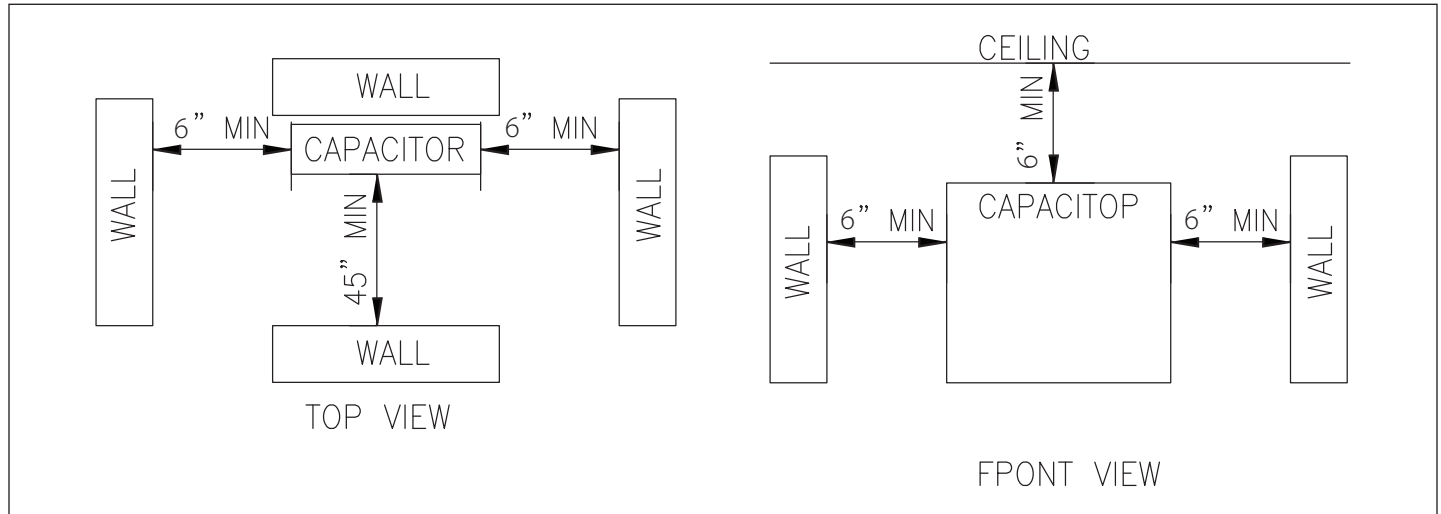 WALL
6” MIN
6” MIN
CAPACITOR
WALL
WALL
45” MIN
WALL
TOP VIEW
CEILING
6” MIN
CAPACITOP
6” MIN
6” MIN
WALL
WALL
FPONT VIEW